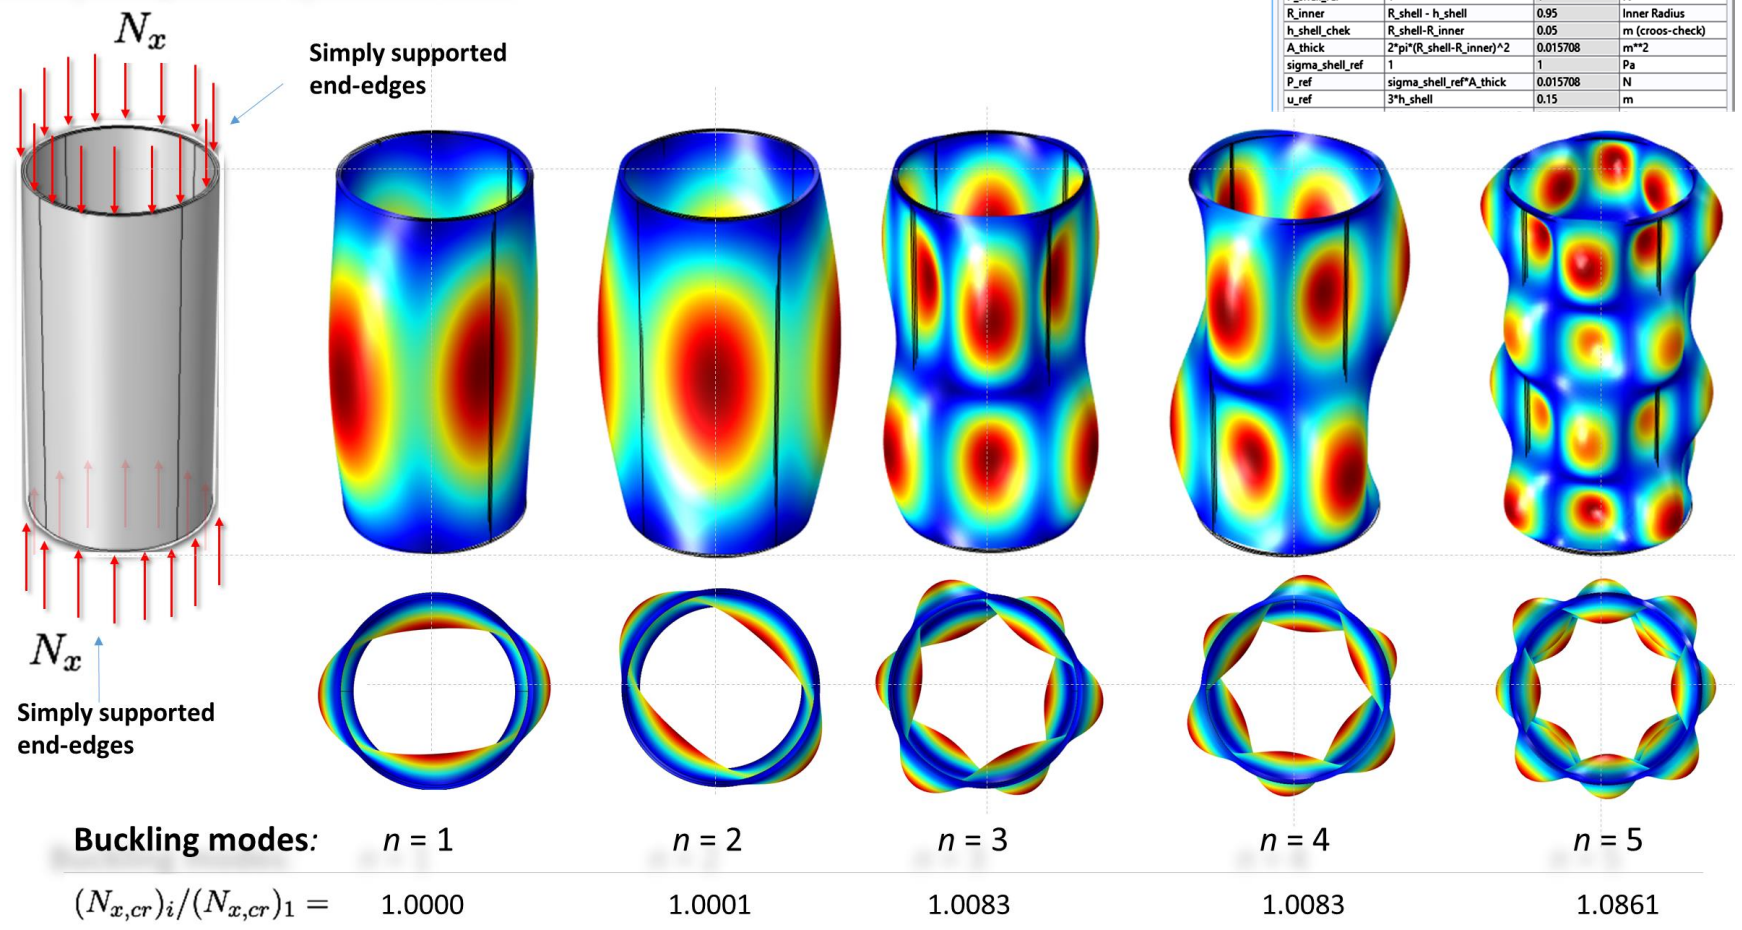 N_x
Simply supported
end-edges
R_inner R_shell - h_shell 0.95 Inner Radius
h_shell_chek R_shell-R_inner 0.05 m (croos-check)
A_thick 2*pi*(R_shell-R_inner)^2 0.015708 m**2
sigma_shell_ref 1 1 Pa
P_ref sigma_shell_ref*A_thick 0.015708 N
u_ref 3*h_shell 0.15 m
N_x
Simply supported
end-edges
Buckling modes: n = 1 n = 2 n = 3 n = 4 n = 5
(N_{x,cr})_i/(N_{x,cr})_1 = 1.0000 1.0001 1.0083 1.0083 1.0861